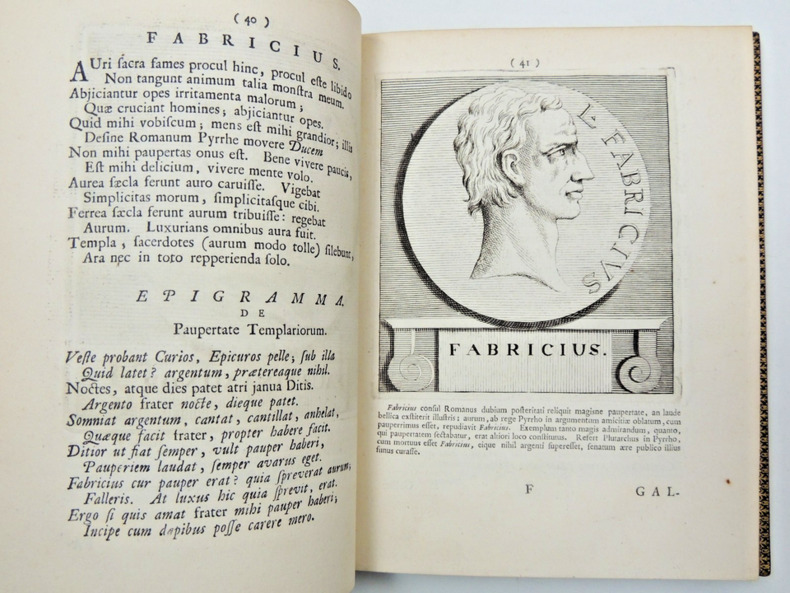 ( 40 )
FABRICIUS.
AUri ſacra fames procul hinc, procul eſte libido
Non tangunt animum talia monſtra meum.
Abjiciantur opes irritamenta malorum;
Quæ cruciant homines; abjiciantur opes.
Quid mihi vobiſcum; mens eſt mihi grandior; illis
Deſine Romanum Pyrrhe movere Ducem
Non mihi paupertas onus eſt. Bene vivere paucis,
Eſt mihi delicium, vivere mente volo.
Aurea ſæcla ferunt auro caruiſſe. Vigebat
Simplicitas morum, ſimplicitaſque cibi.
Ferrea ſæcla ferunt aurum tribuiſſe: regebat
Aurum. Luxurians omnibus aura fuit.
Templa, ſacerdotes (aurum modo tolle) ſilebunt,
Ara nec in toto repperienda ſolo.
EPIGRAMMA.
DE
Paupertate Templariorum.
Veſte probant Curios, Epicuros pelle; ſub illa
Quid latet? argentum, prætereaque nihil.
Noctes, atque dies patet atri janua Ditis.
Argento frater nocte, dieque patet.
Somniat argentum, cantat, cantillat, anhelat,
Quæque facit frater, propter habere facit.
Ditior ut fiat ſemper, vult pauper haberi,
Pauperiem laudat, ſemper avarus eget.
Fabricius cur pauper erat? quia ſpreverat aurum,
Falleris. At luxus hic quia ſprevit, erat.
Ergo ſi quis amat frater mihi pauper haberi;
Incipe cum dapibus poſſe carere mero.
( 41 )
L FABRICIVS
FABRICIUS.
Fabricius conſul Romanus dubium poſteritati reliquit magiſne paupertate, an laude
bellica exſtiterit illuſtris: aurum, ab rege Pyrrho in argumentum amicitiæ oblatum, cum
pauperrimus eſſet, repudiavit Fabricius. Exemplum tanto magis admirandum, quanto,
qui paupertatem ſectabatur, erat altiori loco conſtitutus. Refert Plutarchus in Pyrrho,
cum mortuus eſſet Fabricius, eique nihil argenti ſupereſſet, ſenatum ære publico illius
funus curaſſe.
F GAL-